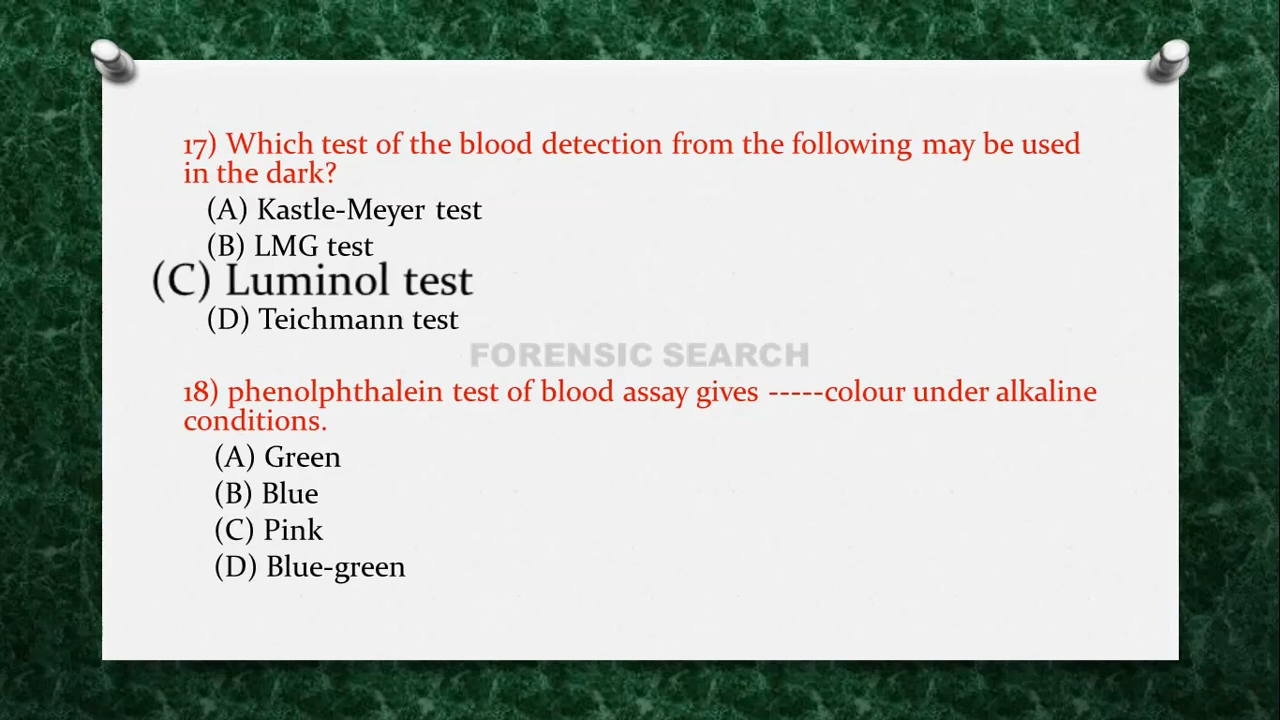 17) Which test of the blood detection from the following may be used
in the dark?
(A) Kastle-Meyer test
(B) LMG test
(C) Luminol test
(D) Teichmann test
FORENSIC SEARCH
18) phenolphthalein test of blood assay gives -----colour under alkaline
conditions.
(A) Green
(B) Blue
(C) Pink
(D) Blue-green